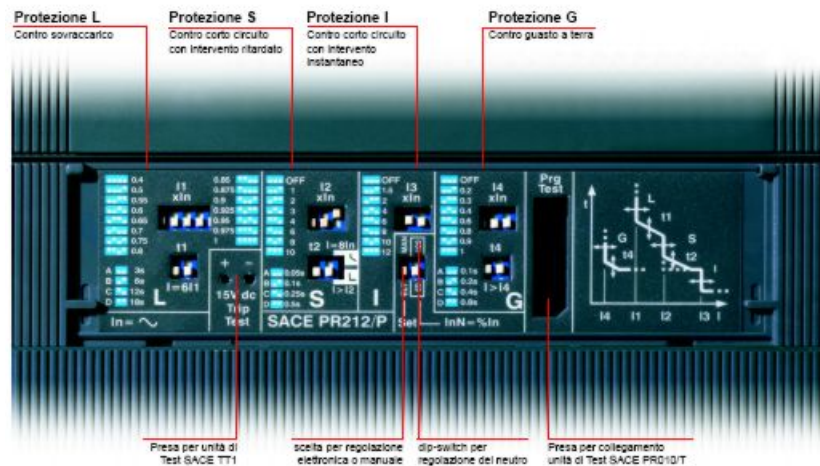 Protezione L
Contro sovraccarico
Protezione S
Contro corto circuito
con intervento ritardato
Protezione I
Contro corto circuito
con intervento
instantaneo
Protezione G
Contro guasto a terra
0.4
0.5
0.55
0.6
0.65
0.7
0.75
0.8
I1
xIn
0.85
0.875
0.9
0.925
0.95
0.975
1
t1
A 3s
B 6s
C 12s
D 18s
I=6I1
L
In=
+ -
15V dc
Trip
Test
OFF
1
2
3
4
6
8
10
I2
xIn
t2 I=8In
A 0.05s
B 0.1s
C 0.25s
D 0.5s
I>I2
S
SACE PR212/P
OFF
1.5
2
4
6
8
10
12
I3
xIn
MAN
I
Set
InN=%In
OFF
0.2
0.3
0.4
0.6
0.8
0.9
1
I4
xIn
t4
A 0.1s
B 0.2s
C 0.4s
D 0.8s
I>I4
G
Prg
Test
t
L
t1
S
G
t2
t4
I
I4 I1 I2 I3 I
Presa per unità di
Test SACE TT1
scelta per regolazione
elettronica o manuale
dip-switch per
regolazione del neutro
Presa per collegamento
unità di Test SACE PR010/T